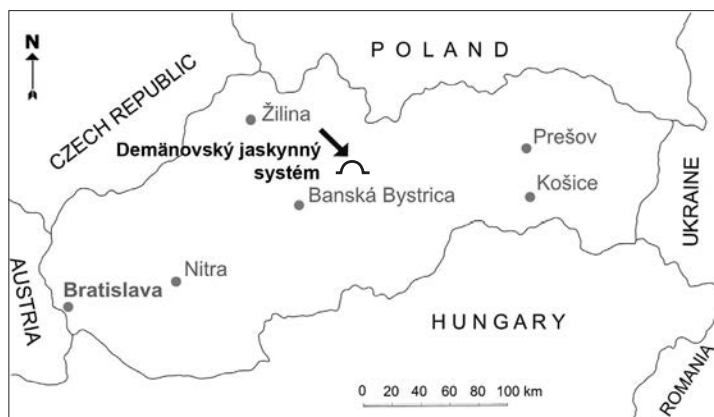 N
POLAND
CZECH REPUBLIC
Žilina
Demänovský jaskynný
systém
Prešov
Košice
Banská Bystrica
UKRAINE
Nitra
Bratislava
AUSTRIA
HUNGARY
ROMANIA
0 20 40 60 80 100 km